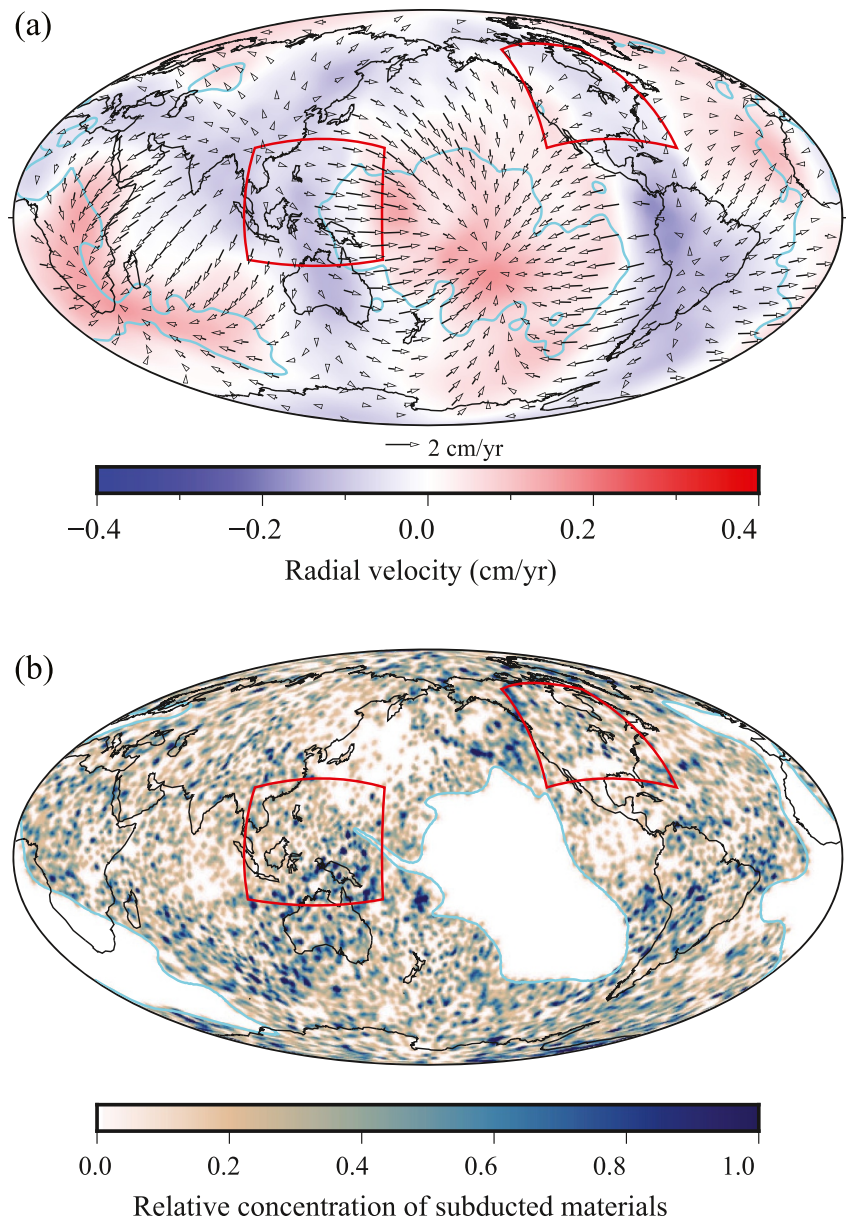 (a)
2 cm/yr
−0.4 −0.2 0.0 0.2 0.4
Radial velocity (cm/yr)
(b)
0.0 0.2 0.4 0.6 0.8 1.0
Relative concentration of subducted materials